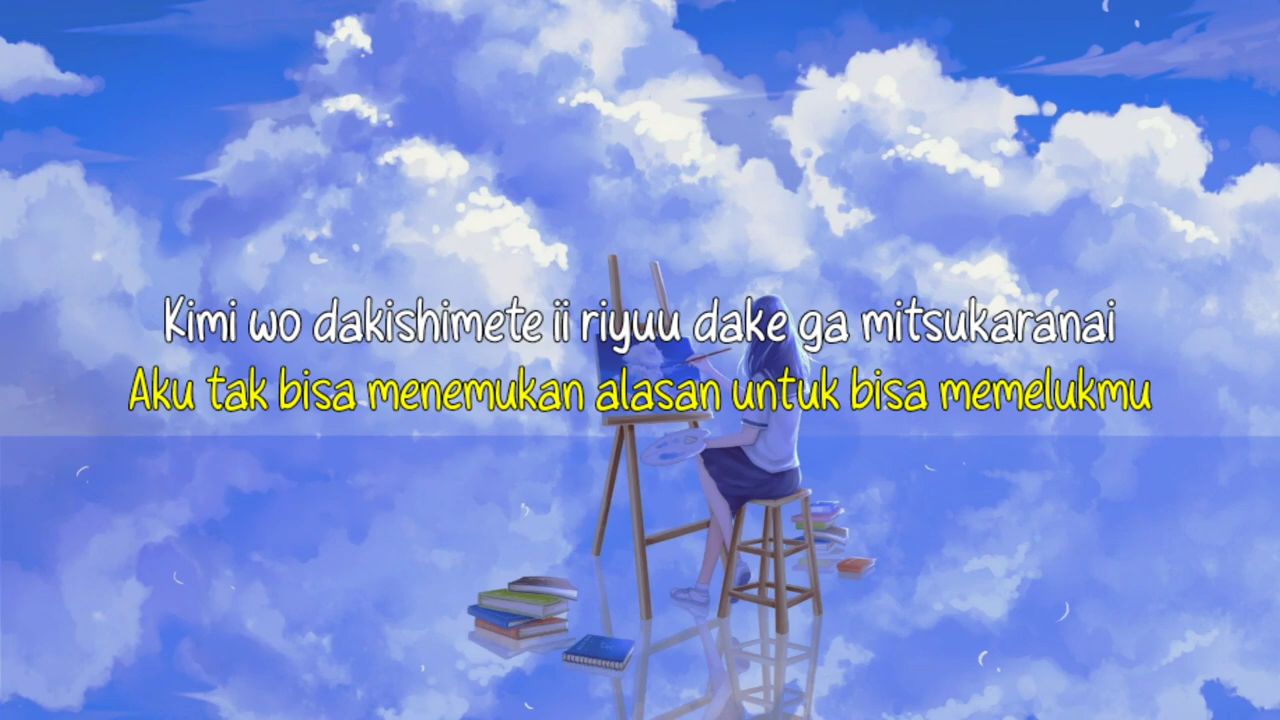 Kimi wo dakishimete ii riyuu dake ga mitsukaranai
Aku tak bisa menemukan alasan untuk bisa memelukmu